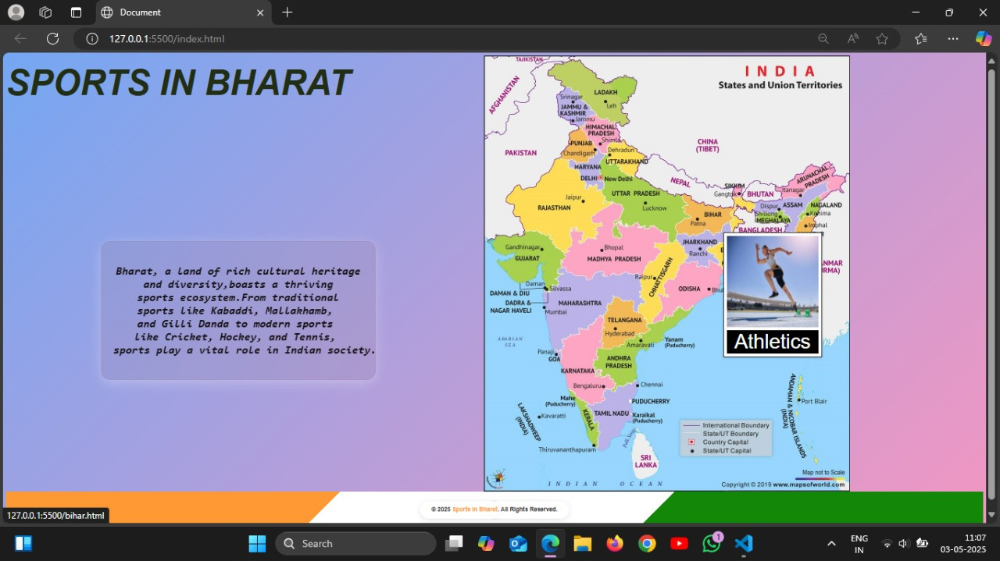 Document
127.0.0.1:5500/index.html
SPORTS IN BHARAT
Bharat, a land of rich cultural heritage
and diversity,boasts a thriving
sports ecosystem.From traditional
sports like Kabaddi, Mallakhamb,
and Gilli Danda to modern sports
like Cricket, Hockey, and Tennis,
sports play a vital role in Indian society.
INDIA
States and Union Territories
TAJIKISTAN
AFGHANISTAN
LADAKH
Srinagar
Leh
JAMMU &
KASHMIR
Jammu
HIMACHAL
PRADESH
Shimla
PUNJAB
Chandigarh
Dehradun
UTTARAKHAND
CHINA
(TIBET)
PAKISTAN
HARYANA
DELHI
New Delhi
ARUNACHAL
PRADESH
NEPAL
SIKKIM
Gangtok
BHUTAN
Itanagar
UTTAR PRADESH
Jaipur
Lucknow
RAJASTHAN
BIHAR
Patna
Dispur
ASSAM
NAGALAND
Shillong
Kohima
MEGHALAYA
Imphal
BANGLADESH
Gandhinagar
GUJARAT
Bhopal
MADHYA PRADESH
JHARKHAND
Ranchi
ANMAR
RMA)
Raipur
CHHATTISGARH
Daman
Silvassa
ODISHA
Bhu
DAMAN & DIU
DADRA &
NAGAR HAVELI
MAHARASHTRA
Mumbai
TELANGANA
Hyderabad
Athletics
ARABIAN
SEA
Amaravati
Yanam
(Puducherry)
Panaji
GOA
ANDHRA
PRADESH
KARNATAKA
Bengaluru
Chennai
Mahe
(Puducherry)
PUDUCHERRY
ANDAMAN & NICOBAR ISLANDS
(INDIA)
Port Blair
LAKSHADWEEP
(INDIA)
Kavaratti
KERALA
TAMIL NADU
Karaikal
(Puducherry)
International Boundary
State/UT Boundary
Country Capital
State/UT Capital
Palk Strait
Thiruvananthapuram
SRI
LANKA
Map not to Scale
INDIAN OCEAN
Copyright © 2019 www.mapsofworld.com
© 2025 Sports In Bharat. All Rights Reserved.
127.0.0.1:5500/bihar.html
Search
1
ENG
IN
11:07
03-05-2025